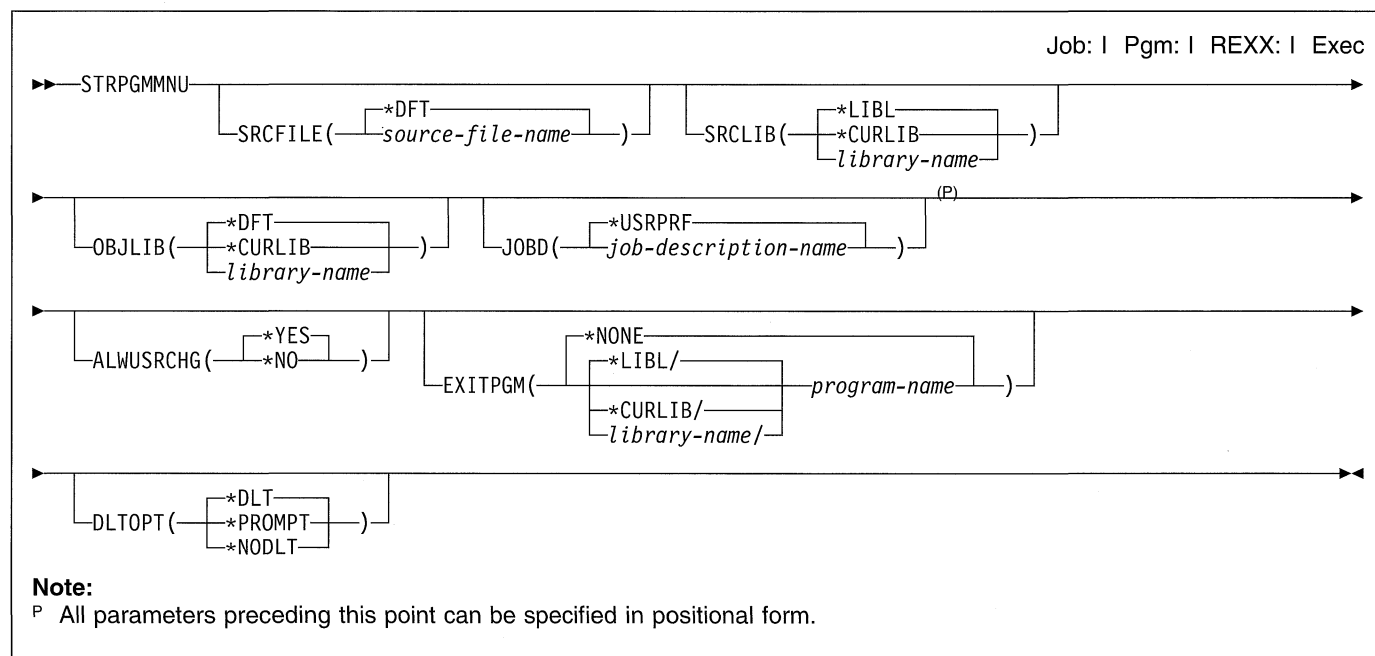 Job: I Pgm: I REXX: I Exec
STRPGMMNU
SRCFILE( *DFT source-file-name )
SRCLIB( *LIBL *CURLIB library-name )
(P)
OBJLIB( *DFT *CURLIB library-name )
JOBD( *USRPRF job-description-name )
ALWUSRCHG( *YES *NO )
EXITPGM( *NONE *LIBL/ *CURLIB/ library-name/ program-name )
DLTOPT( *DLT *PROMPT *NODLT )
Note:
P All parameters preceding this point can be specified in positional form.